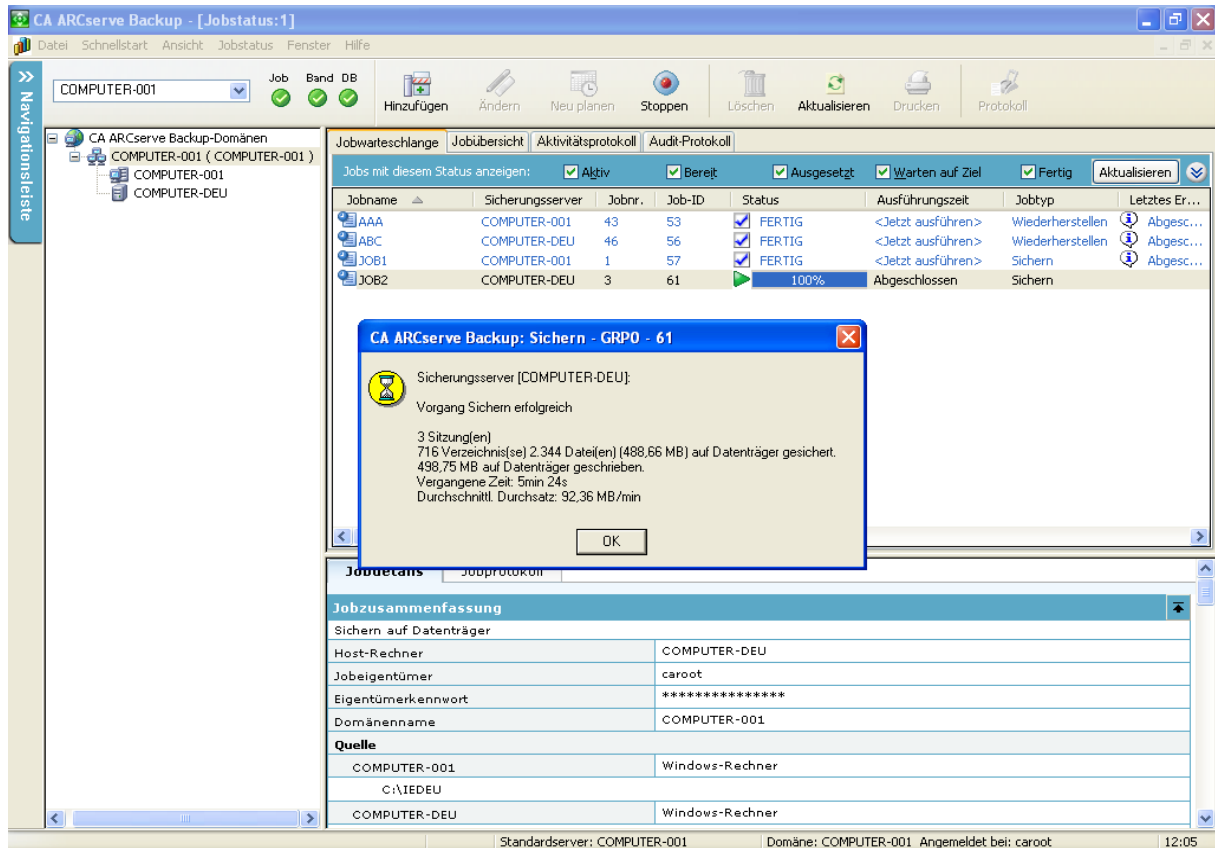 CA ARCserve Backup - [Jobstatus:1]
Datei Schnellstart Ansicht Jobstatus Fenster Hilfe
Navigationsleiste
COMPUTER-001
Job Band DB
Hinzufügen Ändern Neu planen Stoppen Löschen Aktualisieren Drucken Protokoll
CA ARCserve Backup-Domänen
COMPUTER-001 ( COMPUTER-001 )
COMPUTER-001
COMPUTER-DEU
Jobwarteschlange Jobübersicht Aktivitätsprotokoll Audit-Protokoll
Jobs mit diesem Status anzeigen: Aktiv Bereit Ausgesetzt Warten auf Ziel Fertig Aktualisieren
Jobname Sicherungsserver Jobnr. Job-ID Status Ausführungszeit Jobtyp Letztes Er...
AAA COMPUTER-001 43 53 FERTIG <Jetzt ausführen> Wiederherstellen Abgesc...
ABC COMPUTER-DEU 46 56 FERTIG <Jetzt ausführen> Wiederherstellen Abgesc...
JOB1 COMPUTER-001 1 57 FERTIG <Jetzt ausführen> Sichern Abgesc...
JOB2 COMPUTER-DEU 3 61 100% Abgeschlossen Sichern
CA ARCserve Backup: Sichern - GRP0 - 61
Sicherungsserver [COMPUTER-DEU]:
Vorgang Sichern erfolgreich
3 Sitzung(en)
716 Verzeichnis(se) 2.344 Datei(en) (488,66 MB) auf Datenträger gesichert.
498,75 MB auf Datenträger geschrieben.
Vergangene Zeit: 5min 24s
Durchschnittl. Durchsatz: 92,36 MB/min
OK
Jobdetails Jobprotokoll
Jobzusammenfassung
Sichern auf Datenträger
Host-Rechner COMPUTER-DEU
Jobeigentümer caroot
Eigentümerkennwort ***************
Domänenname COMPUTER-001
Quelle
COMPUTER-001 Windows-Rechner
C:\IEDEU
COMPUTER-DEU Windows-Rechner
Standardserver: COMPUTER-001 Domäne: COMPUTER-001 Angemeldet bei: caroot 12:05